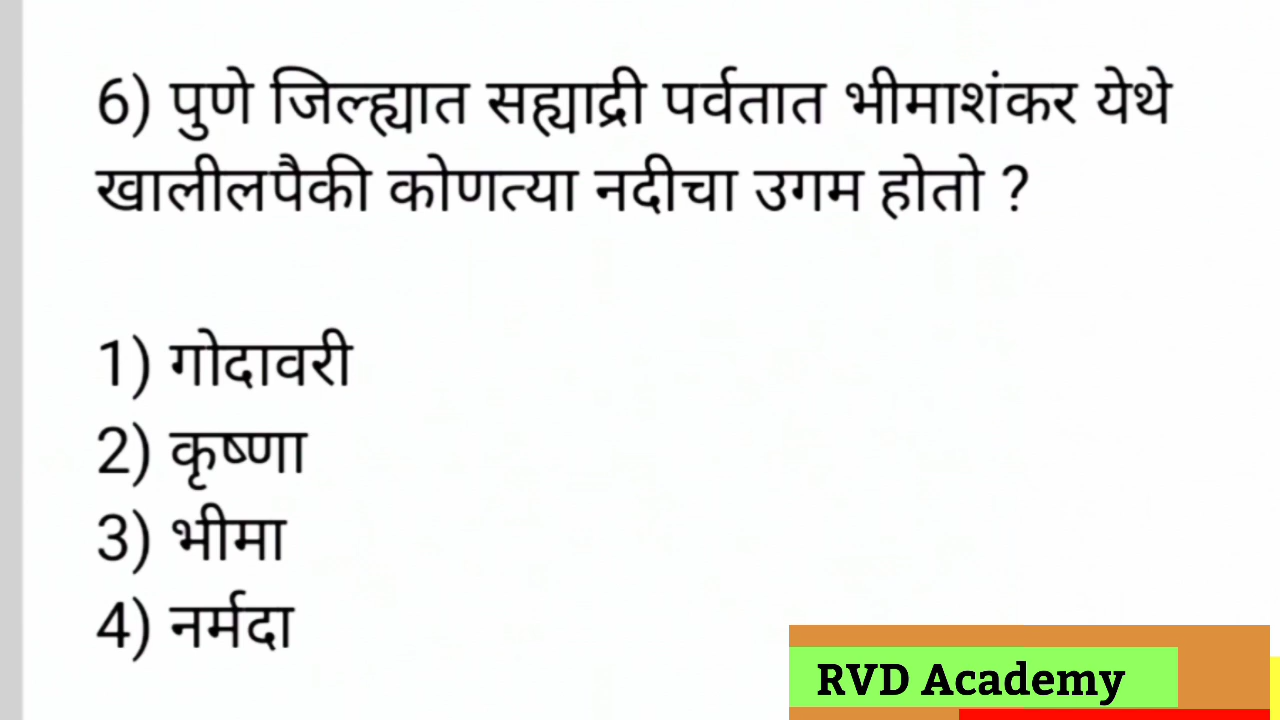 6) पुणे जिल्ह्यात सह्याद्री पर्वतात भीमाशंकर येथे
खालीलपैकी कोणत्या नदीचा उगम होतो ?
1) गोदावरी
2) कृष्णा
3) भीमा
4) नर्मदा
RVD Academy